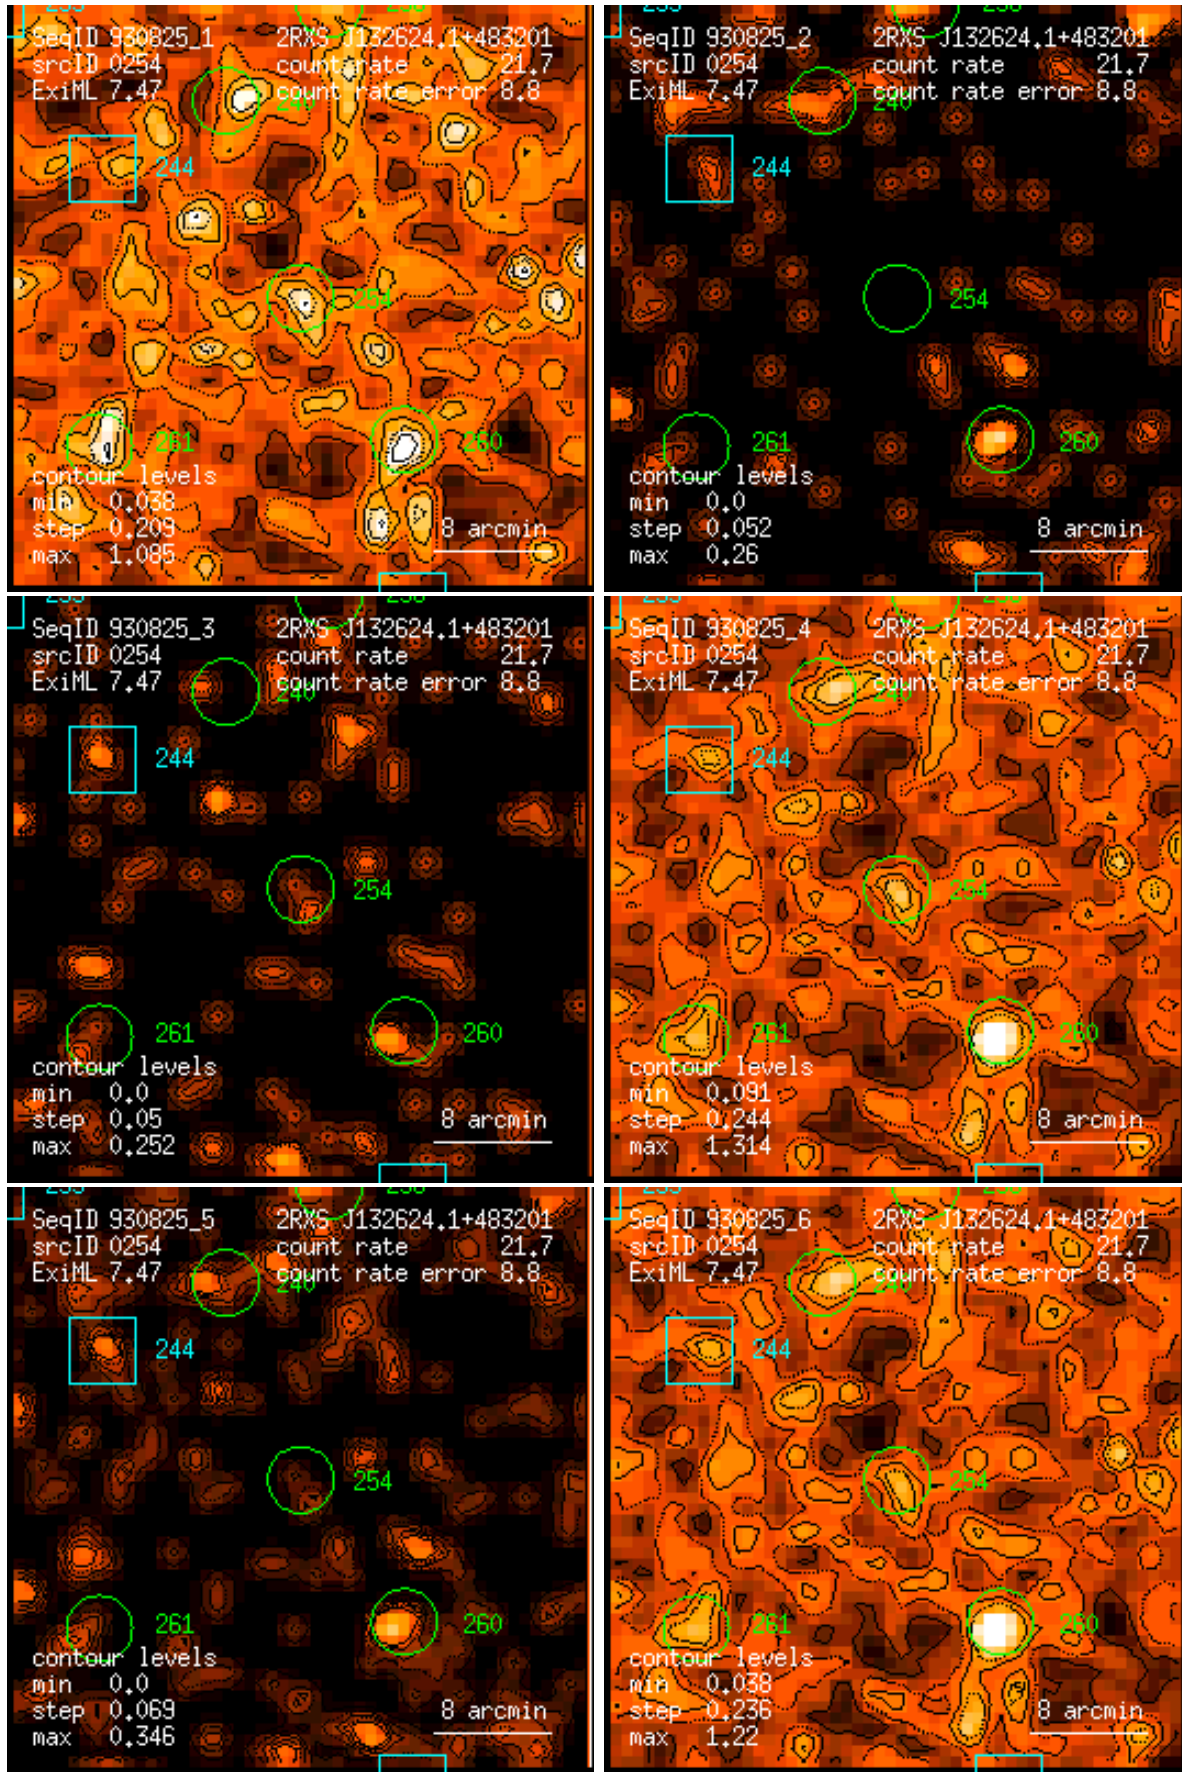 SeqID 930825_1 2RXS J132624.1+483201
srcID 0254 count rate 21.7
ExiML 7.47 count rate error 8.8
240
244
254
261 260
contour levels
min 0.038
step 0.209
max 1.085
8 arcmin
SeqID 930825_2 2RXS J132624.1+483201
srcID 0254 count rate 21.7
ExiML 7.47 count rate error 8.8
240
244
254
261 260
contour levels
min 0.0
step 0.052
max 0.26
8 arcmin
SeqID 930825_3 2RXS J132624.1+483201
srcID 0254 count rate 21.7
ExiML 7.47 count rate error 8.8
240
244
254
261 260
contour levels
min 0.0
step 0.05
max 0.252
8 arcmin
SeqID 930825_4 2RXS J132624.1+483201
srcID 0254 count rate 21.7
ExiML 7.47 count rate error 8.8
240
244
254
261 260
contour levels
min 0.091
step 0.244
max 1.314
8 arcmin
SeqID 930825_5 2RXS J132624.1+483201
srcID 0254 count rate 21.7
ExiML 7.47 count rate error 8.8
240
244
254
261 260
contour levels
min 0.0
step 0.069
max 0.346
8 arcmin
SeqID 930825_6 2RXS J132624.1+483201
srcID 0254 count rate 21.7
ExiML 7.47 count rate error 8.8
240
244
254
261 260
contour levels
min 0.038
step 0.236
max 1.22
8 arcmin